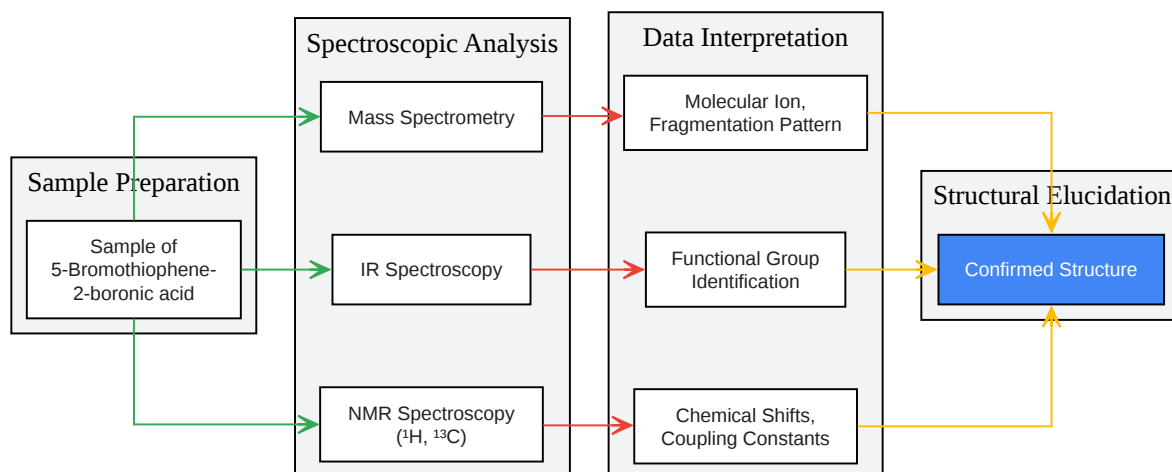 Sample Preparation
Sample of
5-Bromothiophene-
2-boronic acid
Spectroscopic Analysis
Mass Spectrometry
IR Spectroscopy
NMR Spectroscopy
(¹H, ¹³C)
Data Interpretation
Molecular Ion,
Fragmentation Pattern
Functional Group
Identification
Chemical Shifts,
Coupling Constants
Structural Elucidation
Confirmed Structure